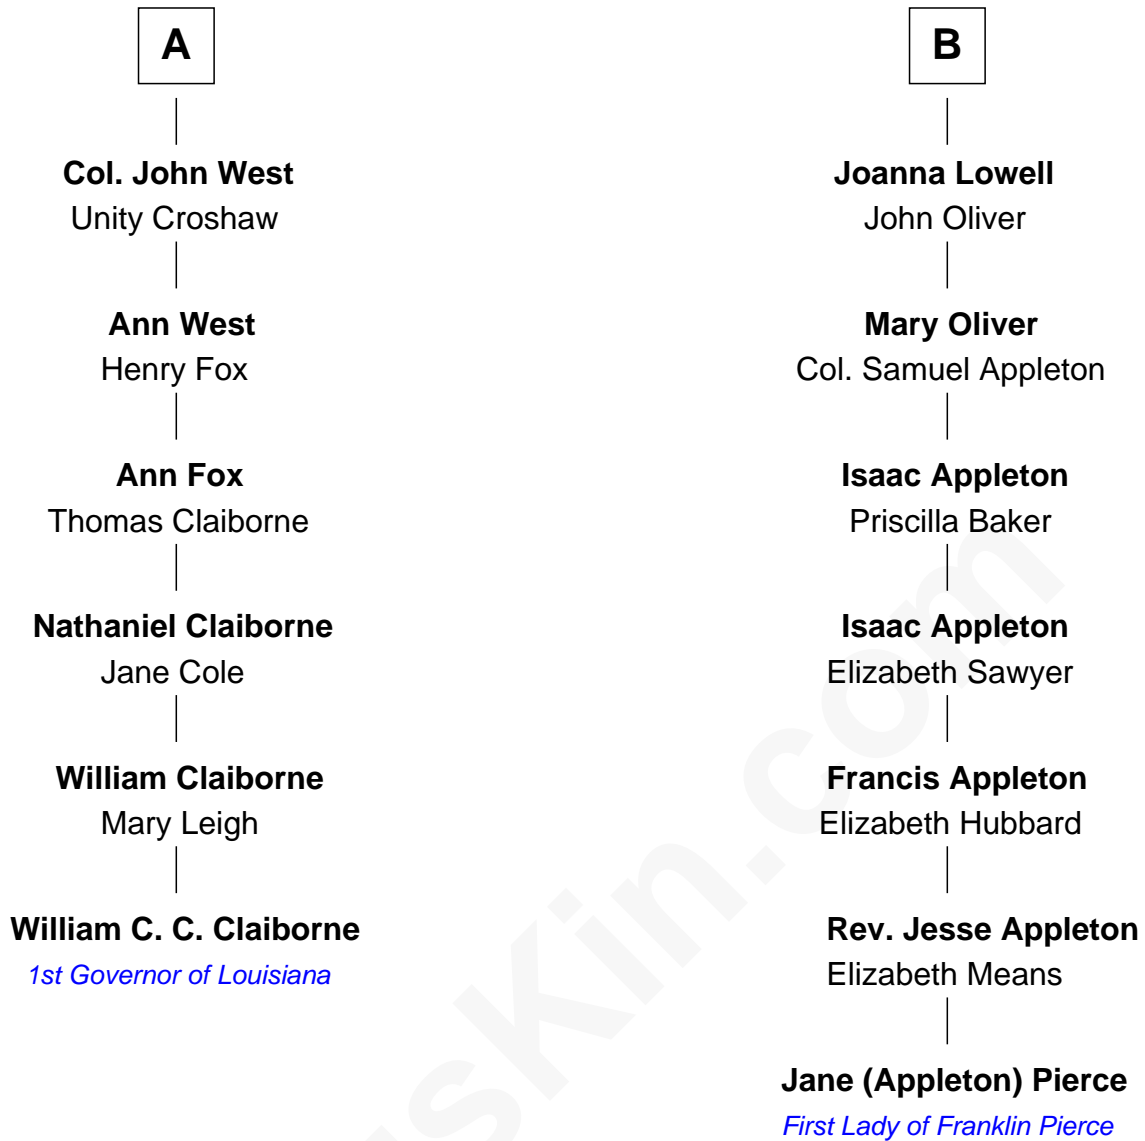 A
Col. John West
Unity Croshaw
Ann West
Henry Fox
Ann Fox
Thomas Claiborne
Nathaniel Claiborne
Jane Cole
William Claiborne
Mary Leigh
William C. C. Claiborne
1st Governor of Louisiana
B
Joanna Lowell
John Oliver
Mary Oliver
Col. Samuel Appleton
Isaac Appleton
Priscilla Baker
Isaac Appleton
Elizabeth Sawyer
Francis Appleton
Elizabeth Hubbard
Rev. Jesse Appleton
Elizabeth Means
Jane (Appleton) Pierce
First Lady of Franklin Pierce